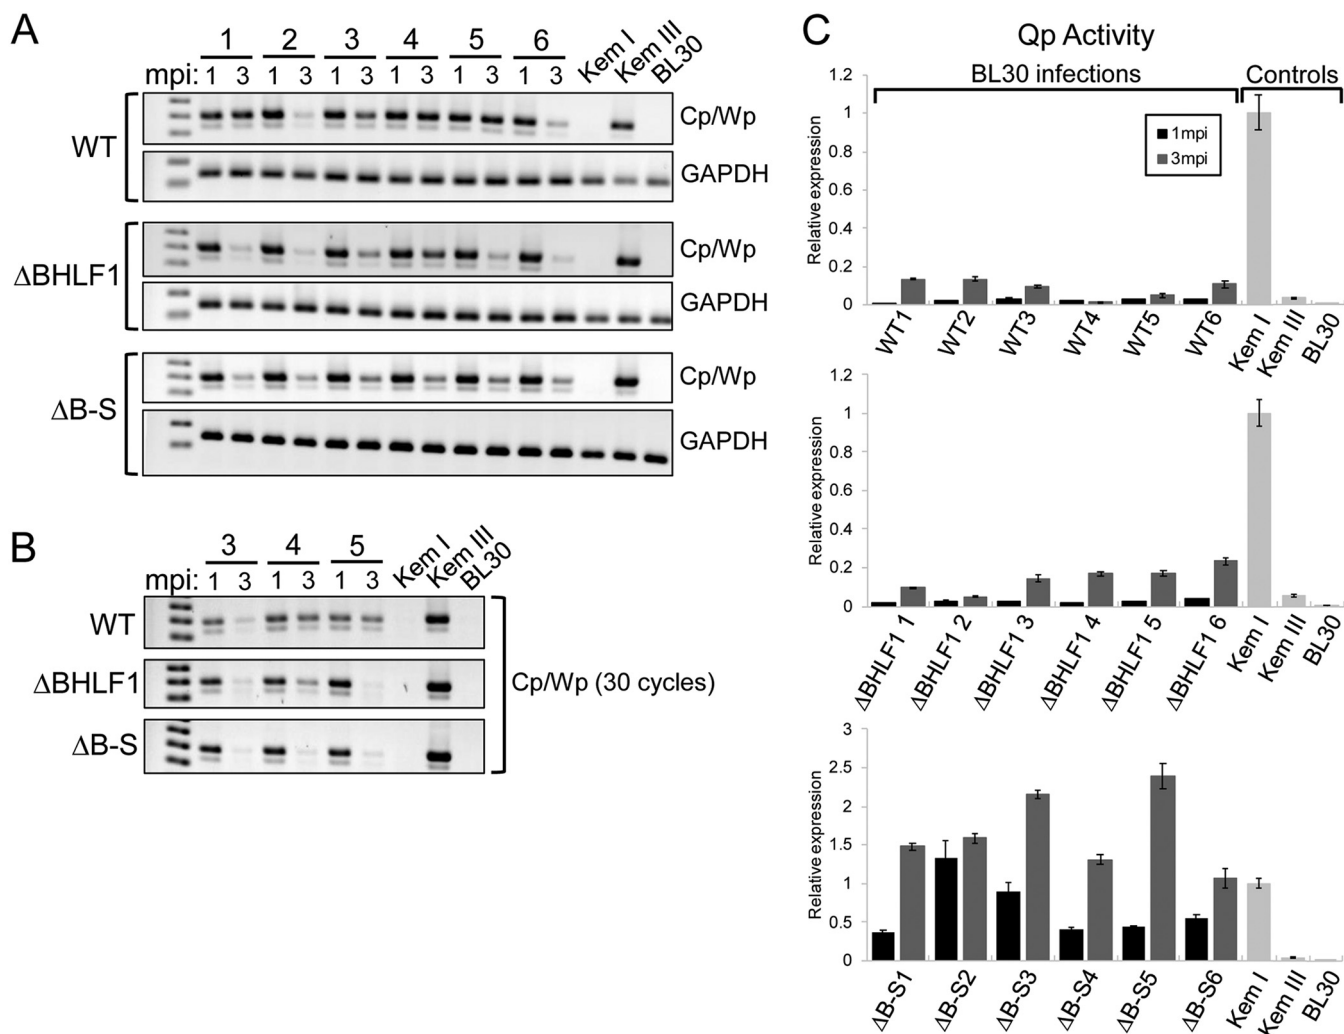 A
1 2 3 4 5 6 Kem I Kem III BL30
mpi: 1 3 1 3 1 3 1 3 1 3 1 3
WT
Cp/Wp
GAPDH
ΔBHLF1
Cp/Wp
GAPDH
ΔB-S
Cp/Wp
GAPDH
B
3 4 5 Kem I Kem III BL30
mpi: 1 3 1 3 1 3
WT
ΔBHLF1
ΔB-S
Cp/Wp (30 cycles)
C
Qp Activity
BL30 infections Controls
1mpi
3mpi
Relative expression
1.2
1
0.8
0.6
0.4
0.2
0
WT1 WT2 WT3 WT4 WT5 WT6 Kem I Kem III BL30
Relative expression
1.2
1
0.8
0.6
0.4
0.2
0
ΔBHLF1 1 ΔBHLF1 2 ΔBHLF1 3 ΔBHLF1 4 ΔBHLF1 5 ΔBHLF1 6 Kem I Kem III BL30
Relative expression
3
2.5
2
1.5
1
0.5
0
ΔB-S1 ΔB-S2 ΔB-S3 ΔB-S4 ΔB-S5 ΔB-S6 Kem I Kem III BL30